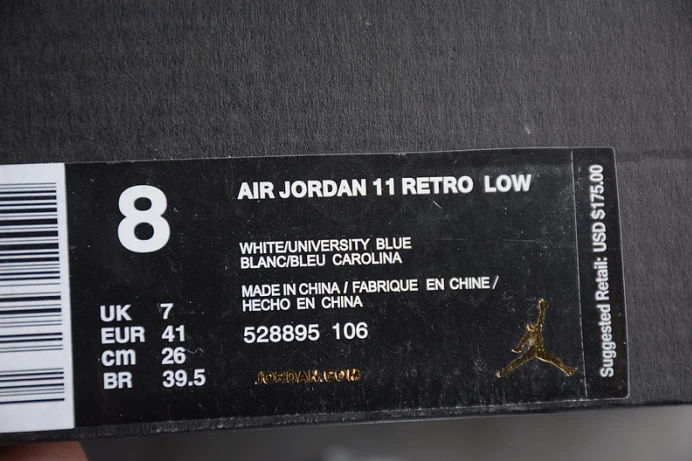 8
AIR JORDAN 11 RETRO LOW
WHITE/UNIVERSITY BLUE
BLANC/BLEU CAROLINA
MADE IN CHINA / FABRIQUE EN CHINE /
HECHO EN CHINA
528895 106
UK 7
EUR 41
cm 26
BR 39.5
JORDAN.COM
Suggested Retail: USD $175.00